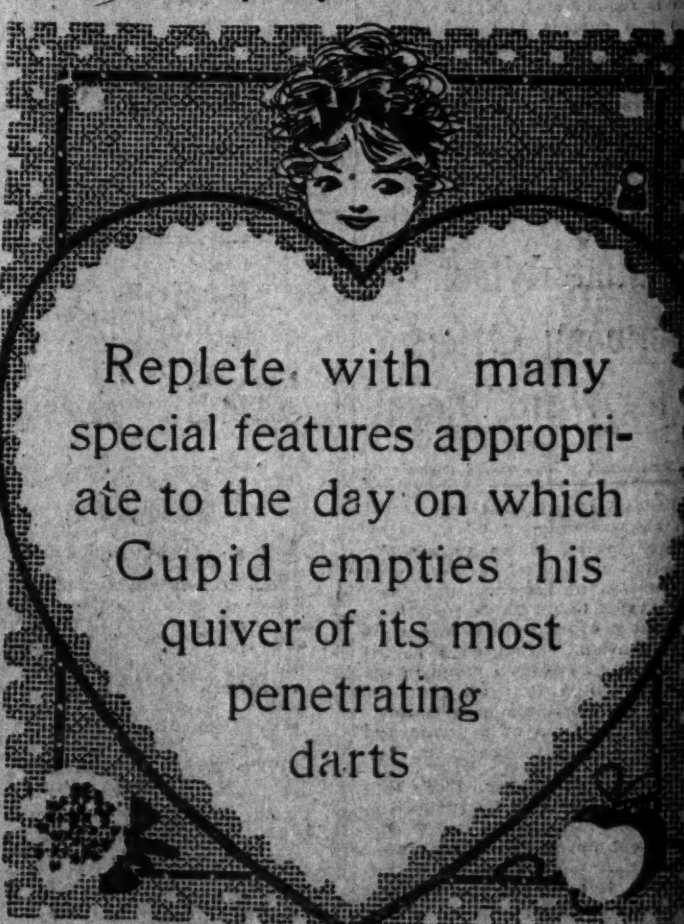 Replete with many
special features appropri-
ate to the day on which
Cupid empties his
quiver of its most
penetrating
darts